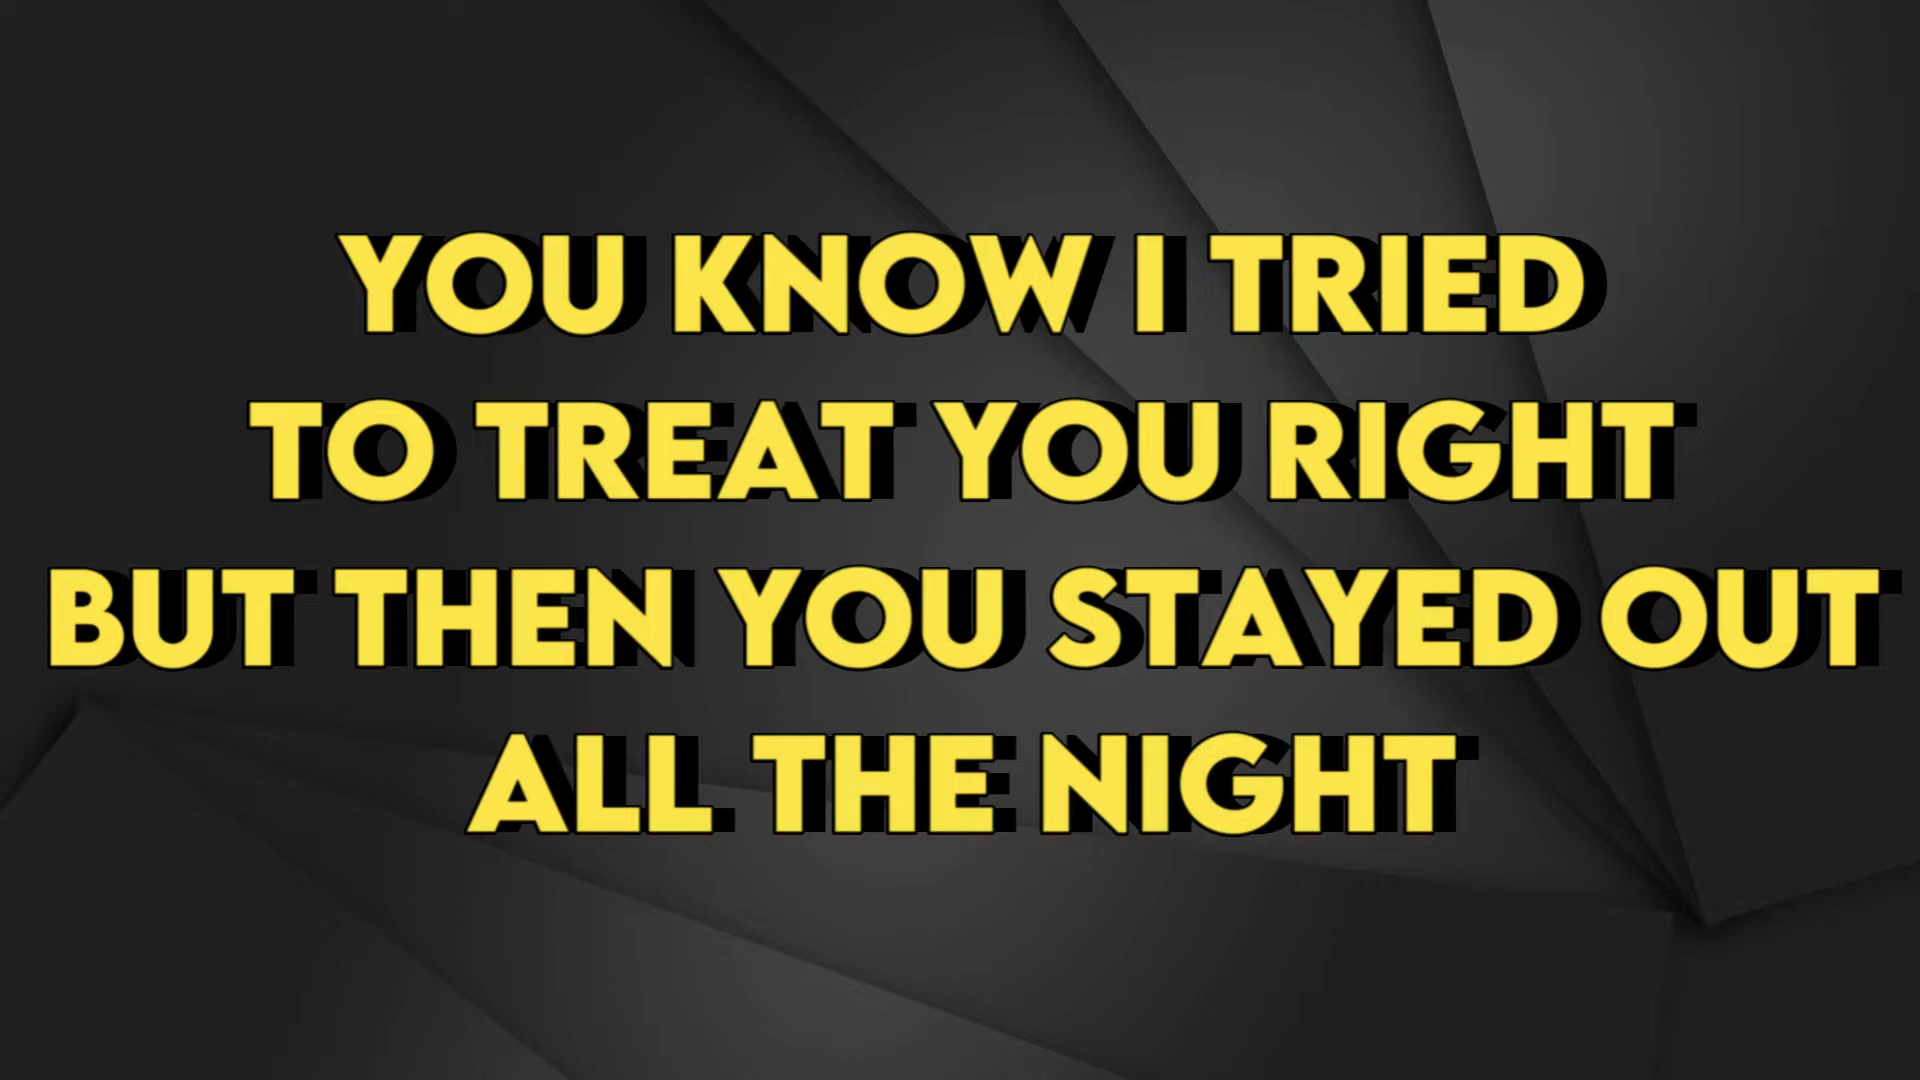 YOU KNOW I TRIED
TO TREAT YOU RIGHT
BUT THEN YOU STAYED OUT
ALL THE NIGHT